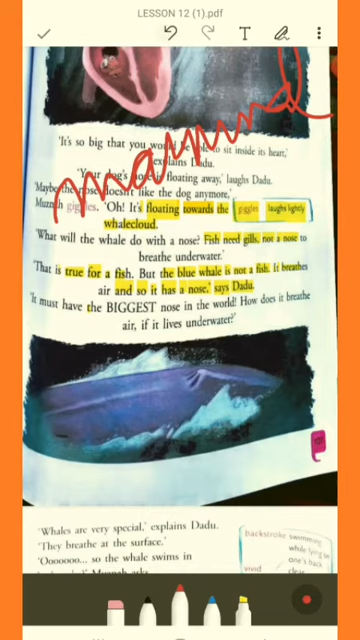 LESSON 12 (1).pdf
'It's so big that you would be able to sit inside its heart,'
explains Dadu.
floating away,' laughs Dadu.
'Maybe the nose doesn't like the dog anymore,'
giggles. 'Oh! It's floating towards the
whalecloud.
giggles laughs lightly
'What will the whale do with a nose? Fish need gills, not a nose to
breathe underwater.'
'That is true for a fish. But the blue whale is not a fish. It breathes
air and so it has a nose,' says Dadu.
'It must have the BIGGEST nose in the world! How does it breathe
air, if it lives underwater?'
'Whales are very special,' explains Dadu.
'They breathe at the surface.'
'Ooooooo... so the whale swims in
backstroke swimming
while lying on
one's back
vivid clear